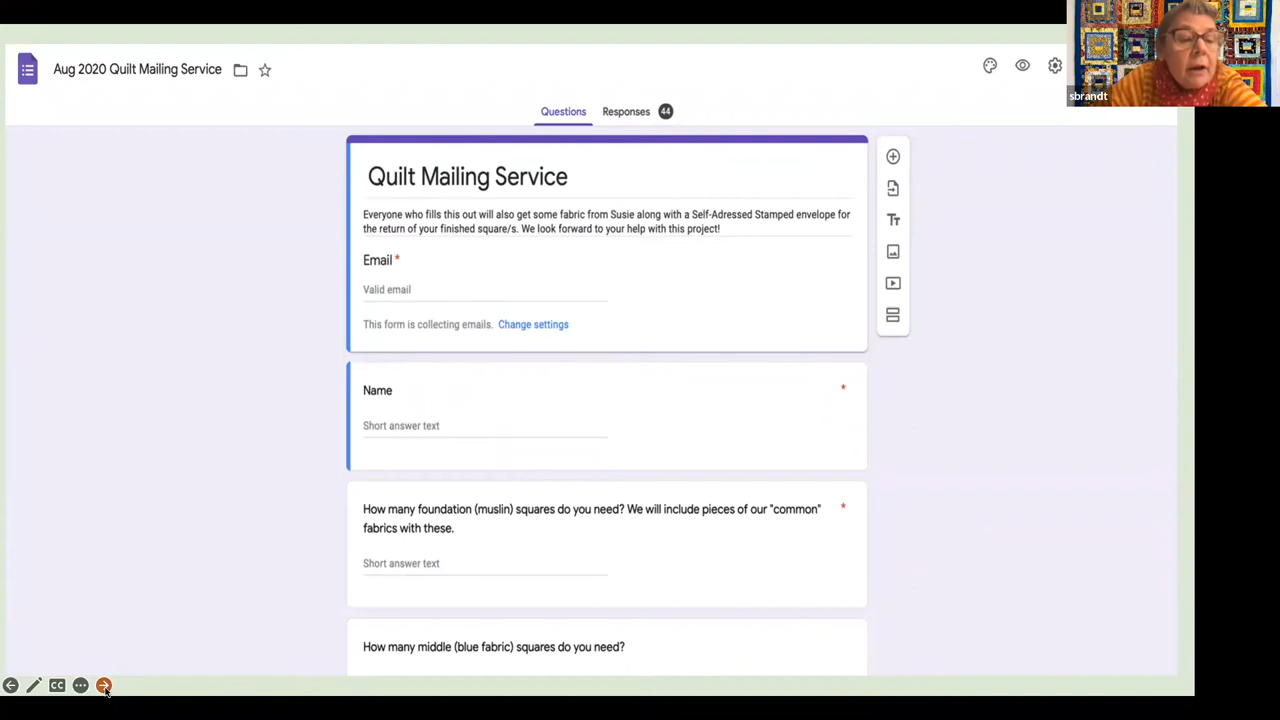 Aug 2020 Quilt Mailing Service
sbrandt
Questions Responses 44
Quilt Mailing Service
Everyone who fills this out will also get some fabric from Susie along with a Self-Adressed Stamped envelope for
the return of your finished square/s. We look forward to your help with this project!
Email *
Valid email
This form is collecting emails. Change settings
Name *
Short answer text
How many foundation (muslin) squares do you need? We will include pieces of our "common" *
fabrics with these.
Short answer text
How many middle (blue fabric) squares do you need?
Tт
CC